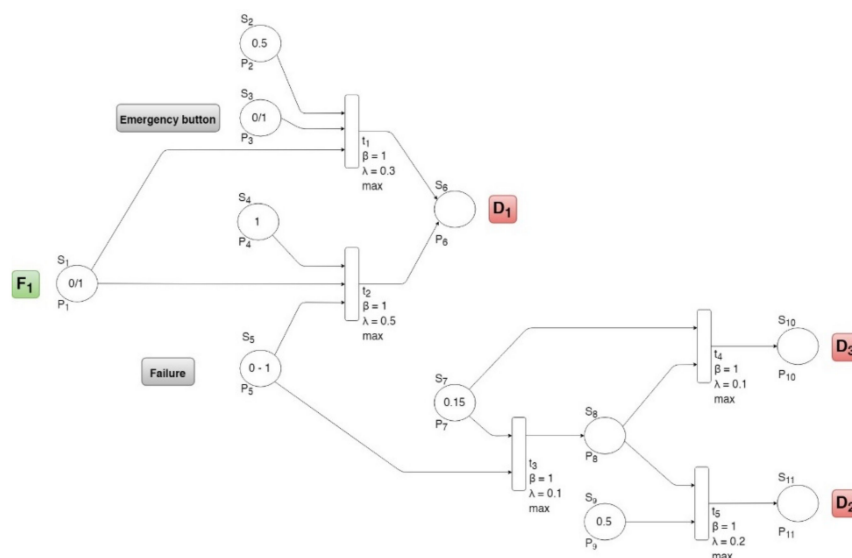 S2
0.5
P2
S3
Emergency button
0/1
P3
t1
β = 1
λ = 0.3
max
S4
1
P4
S6
D1
P6
S1
F1
0/1
P1
t2
β = 1
λ = 0.5
max
S5
Failure
0 - 1
P5
S7
0.15
P7
t4
β = 1
λ = 0.1
max
S10
D3
P10
S8
P8
t3
β = 1
λ = 0.1
max
S9
0.5
P9
t5
β = 1
λ = 0.2
max
S11
D2
P11